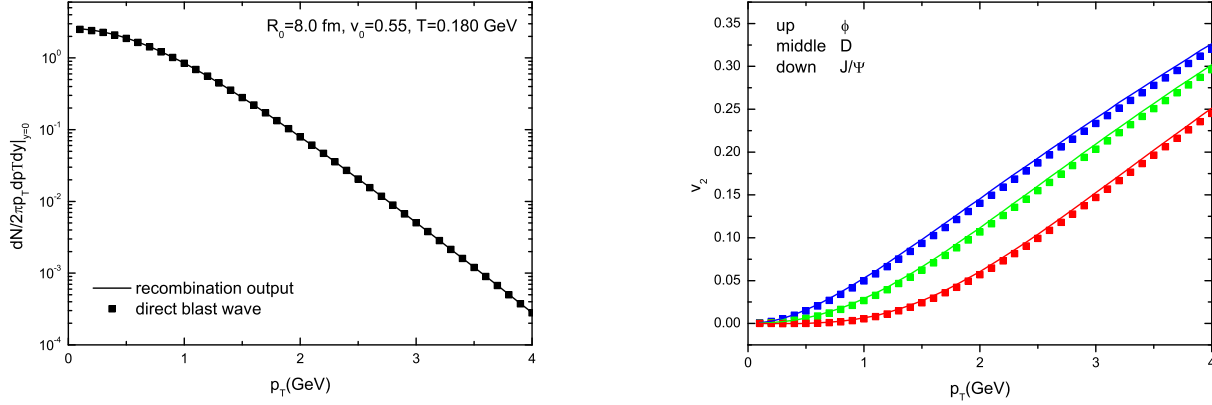 R₀=8.0 fm, v₀=0.55, T=0.180 GeV
10⁰
10⁻¹
10⁻²
10⁻³
10⁻⁴
dN/2πp_T dp_T dy|_{y=0}
recombination output
direct blast wave
0 1 2 3 4
p_T(GeV)
up ϕ
middle D
down J/Ψ
0.35
0.30
0.25
0.20
0.15
0.10
0.05
0.00
v₂
0 1 2 3 4
p_T(GeV)